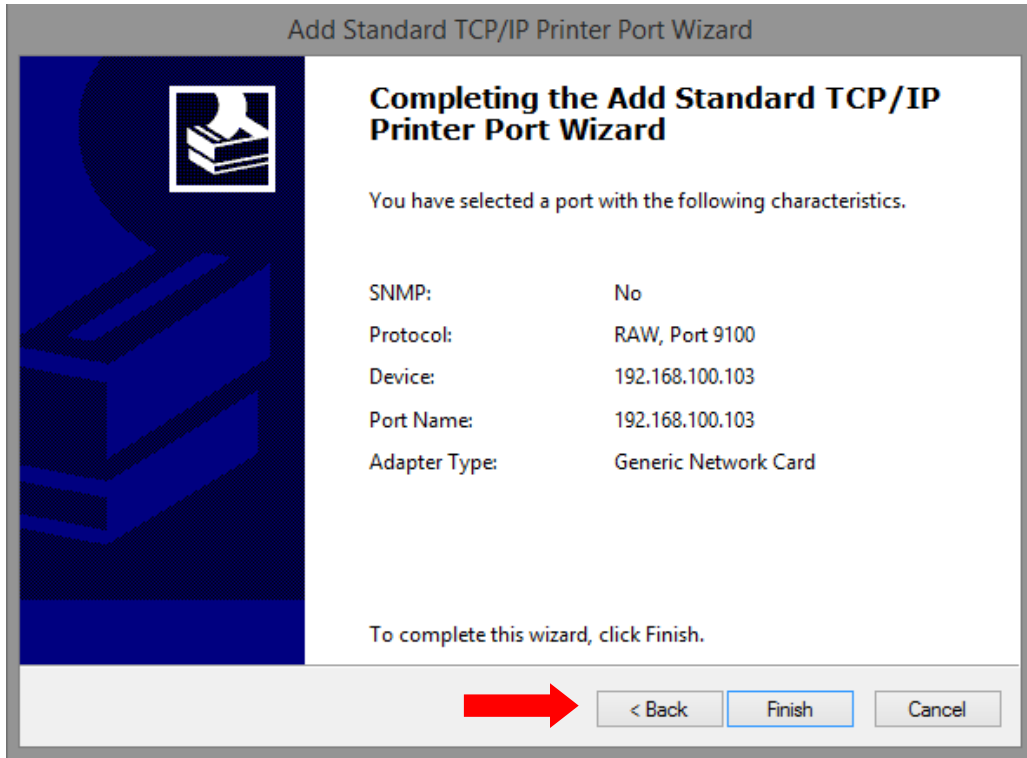 Add Standard TCP/IP Printer Port Wizard
Completing the Add Standard TCP/IP
Printer Port Wizard
You have selected a port with the following characteristics.
SNMP: No
Protocol: RAW, Port 9100
Device: 192.168.100.103
Port Name: 192.168.100.103
Adapter Type: Generic Network Card
To complete this wizard, click Finish.
< Back Finish Cancel